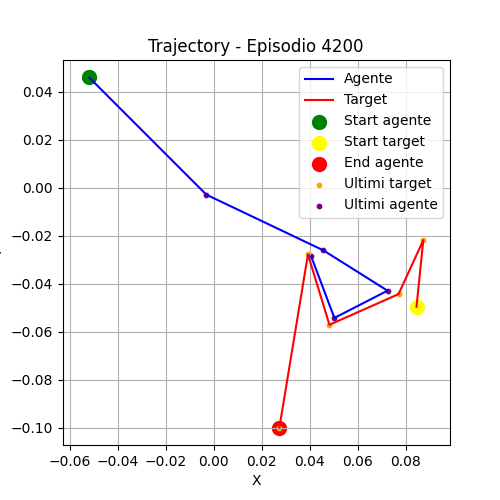 Trajectory - Episodio 4200
Agente
Target
Start agente
Start target
End agente
Ultimi target
Ultimi agente
0.04
0.02
0.00
−0.02
−0.04
−0.06
−0.08
−0.10
−0.06 −0.04 −0.02 0.00 0.02 0.04 0.06 0.08
X